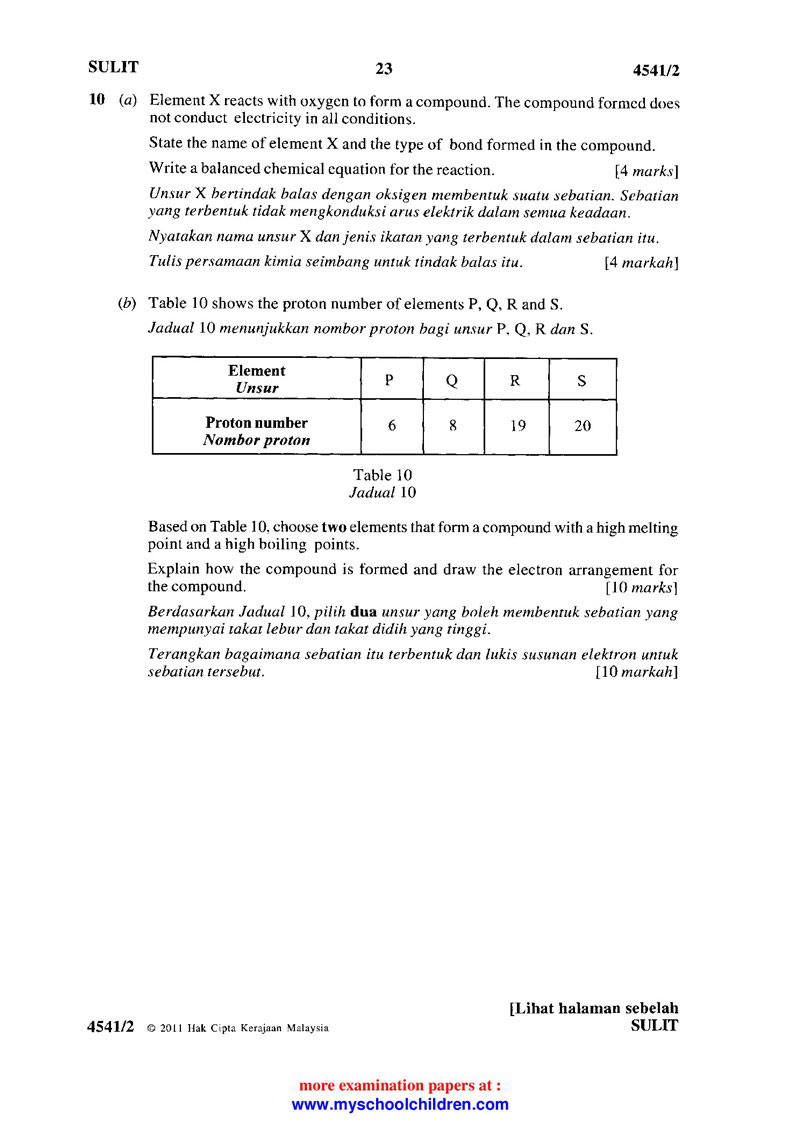 SULIT 23 4541/2
10 (a) Element X reacts with oxygen to form a compound. The compound formed does
not conduct electricity in all conditions.
State the name of element X and the type of bond formed in the compound.
Write a balanced chemical equation for the reaction. [4 marks]
Unsur X bertindak balas dengan oksigen membentuk suatu sebatian. Sebatian
yang terbentuk tidak mengkonduksi arus elektrik dalam semua keadaan.
Nyatakan nama unsur X dan jenis ikatan yang terbentuk dalam sebatian itu.
Tulis persamaan kimia seimbang untuk tindak balas itu. [4 markah]
(b) Table 10 shows the proton number of elements P, Q, R and S.
Jadual 10 menunjukkan nombor proton bagi unsur P, Q, R dan S.
Element
Unsur
P Q R S
Proton number
Nombor proton
6 8 19 20
Table 10
Jadual 10
Based on Table 10, choose two elements that form a compound with a high melting
point and a high boiling points.
Explain how the compound is formed and draw the electron arrangement for
the compound. [10 marks]
Berdasarkan Jadual 10, pilih dua unsur yang boleh membentuk sebatian yang
mempunyai takat lebur dan takat didih yang tinggi.
Terangkan bagaimana sebatian itu terbentuk dan lukis susunan elektron untuk
sebatian tersebut. [10 markah]
[Lihat halaman sebelah
4541/2 © 2011 Hak Cipta Kerajaan Malaysia SULIT
more examination papers at :
www.myschoolchildren.com